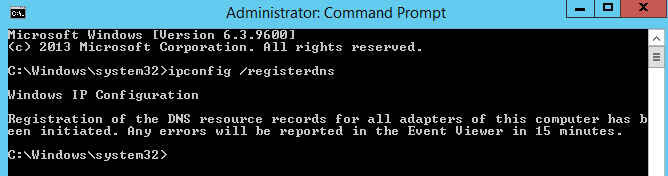 Administrator: Command Prompt
Microsoft Windows [Version 6.3.9600]
(c) 2013 Microsoft Corporation. All rights reserved.
C:\Windows\system32>ipconfig /registerdns
Windows IP Configuration
Registration of the DNS resource records for all adapters of this computer has b
een initiated. Any errors will be reported in the Event Viewer in 15 minutes.
C:\Windows\system32>